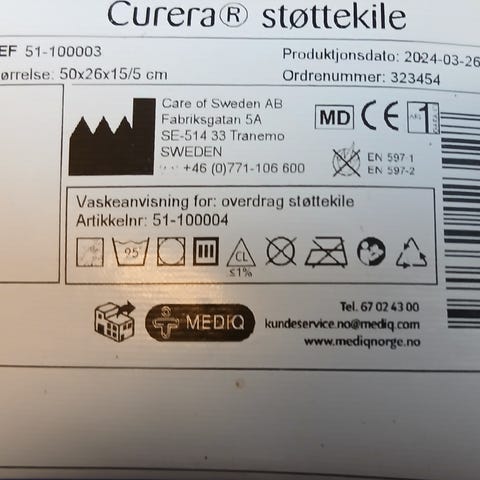 Curera® støttekile
EF 51-100003
Produktjonsdato: 2024-03-26
ørrelse: 50x26x15/5 cm
Ordrenummer: 323454
Care of Sweden AB
Fabriksgatan 5A
SE-514 33 Tranemo
SWEDEN
+46 (0)771-106 600
MD CE 1
EN 597-1
EN 597-2
Vaskeanvisning for: overdrag støttekile
Artikkelnr: 51-100004
95
CL
≤1%
MEDIQ
Tel. 67 02 43 00
kundeservice.no@mediq.com
www.mediqnorge.no